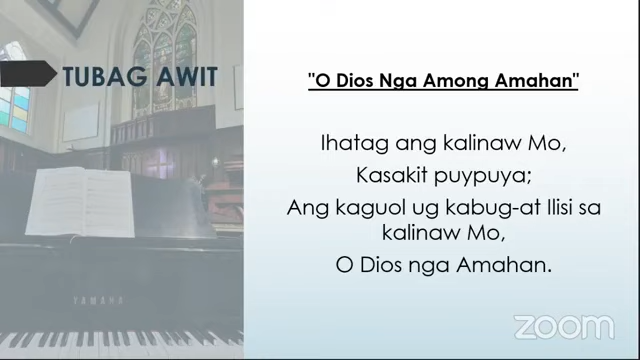 TUBAG AWIT
"O Dios Nga Among Amahan"
Ihatag ang kalinaw Mo,
Kasakit puypuya;
Ang kaguol ug kabug-at Ilisi sa
kalinaw Mo,
O Dios nga Amahan.
YAMAHA
zoom